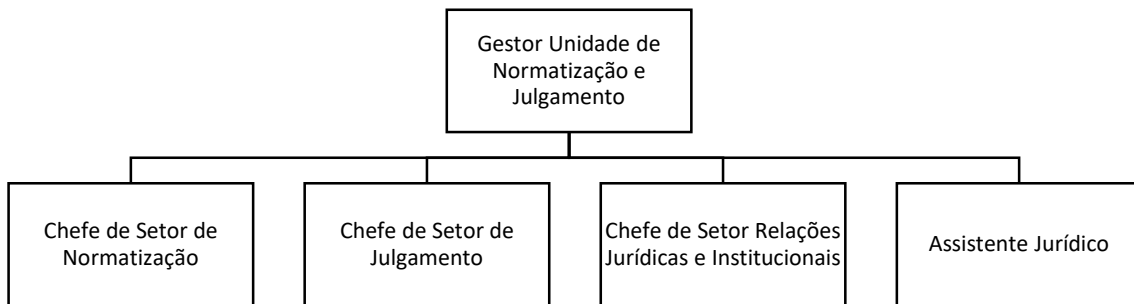 Gestor Unidade de
Normatização e
Julgamento
Chefe de Setor de
Normatização
Chefe de Setor de
Julgamento
Chefe de Setor Relações
Jurídicas e Institucionais
Assistente Jurídico